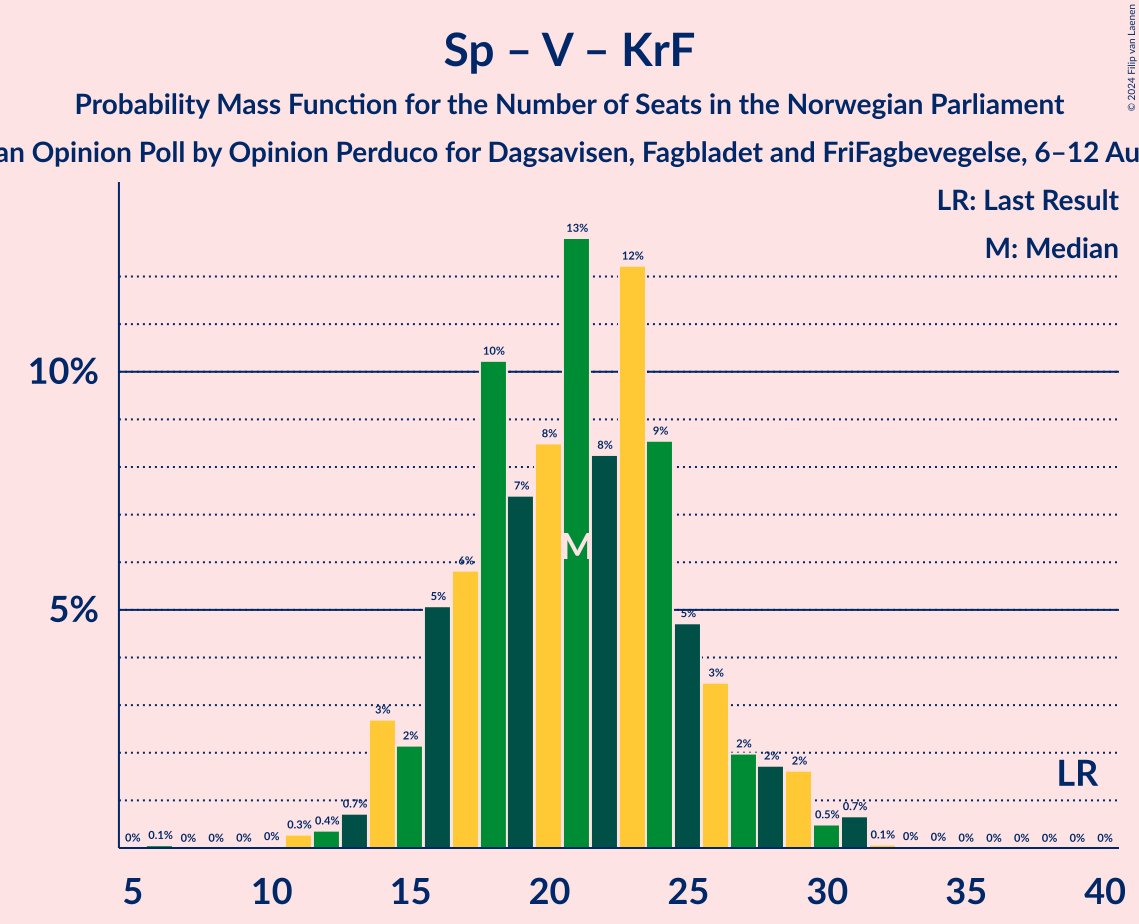 Sp – V – KrF
Probability Mass Function for the Number of Seats in the Norwegian Parliament
an Opinion Poll by Opinion Perduco for Dagsavisen, Fagbladet and FriFagbevegelse, 6–12 Au
© 2024 Filip van Laenen
LR: Last Result
M: Median
13%
12%
10%
10%
9%
8%
8%
7%
M
6%
5%
5%
5%
3%
3%
2%
2%
2%
2%
LR
0% 0.1% 0% 0% 0% 0% 0.3% 0.4% 0.7% 0.5% 0.7% 0.1% 0% 0% 0% 0% 0% 0% 0% 0%
5 10 15 20 25 30 35 40